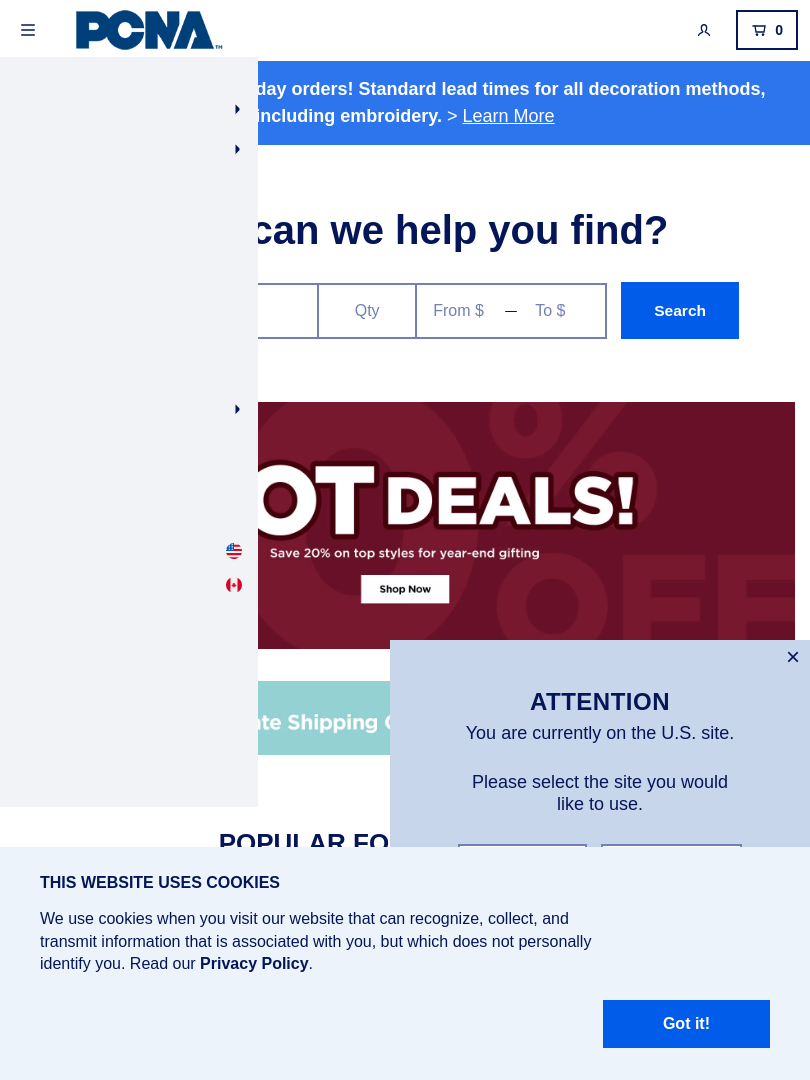 PCNA™
0
day orders! Standard lead times for all decoration methods,
including embroidery. > Learn More
can we help you find?
Qty
From $ — To $
Search
OT DEALS!
Save 20% on top styles for year-end gifting
Shop Now
% OFF
Shipping
ATTENTION
You are currently on the U.S. site.
Please select the site you would
like to use.
POPULAR FO
THIS WEBSITE USES COOKIES
We use cookies when you visit our website that can recognize, collect, and
transmit information that is associated with you, but which does not personally
identify you. Read our Privacy Policy.
Got it!